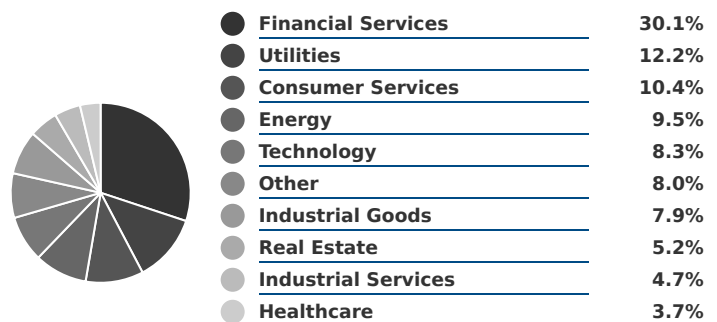 Financial Services 30.1%
Utilities 12.2%
Consumer Services 10.4%
Energy 9.5%
Technology 8.3%
Other 8.0%
Industrial Goods 7.9%
Real Estate 5.2%
Industrial Services 4.7%
Healthcare 3.7%